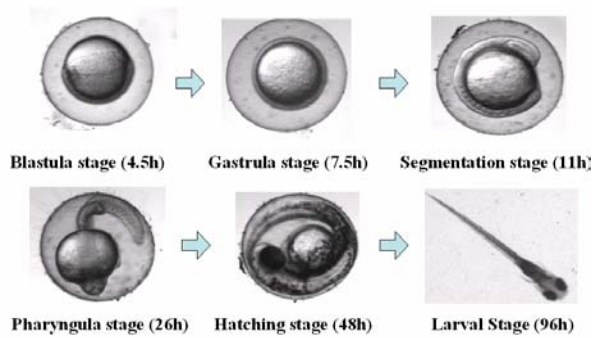 Blastula stage (4.5h)
Gastrula stage (7.5h)
Segmentation stage (11h)
Pharyngula stage (26h)
Hatching stage (48h)
Larval Stage (96h)